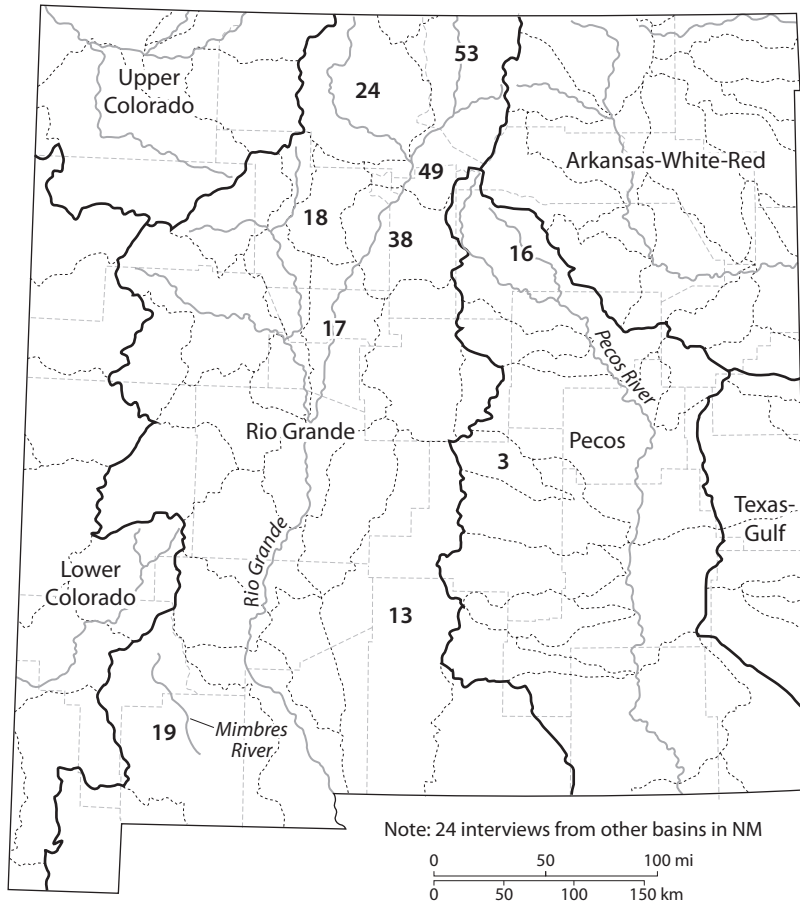 53
Upper
Colorado
24
Arkansas-White-Red
49
18
38
16
17
Pecos River
Rio Grande
Pecos
3
Texas-
Gulf
Rio Grande
Lower
Colorado
13
19
Mimbres
River
Note: 24 interviews from other basins in NM
0 50 100 mi
0 50 100 150 km